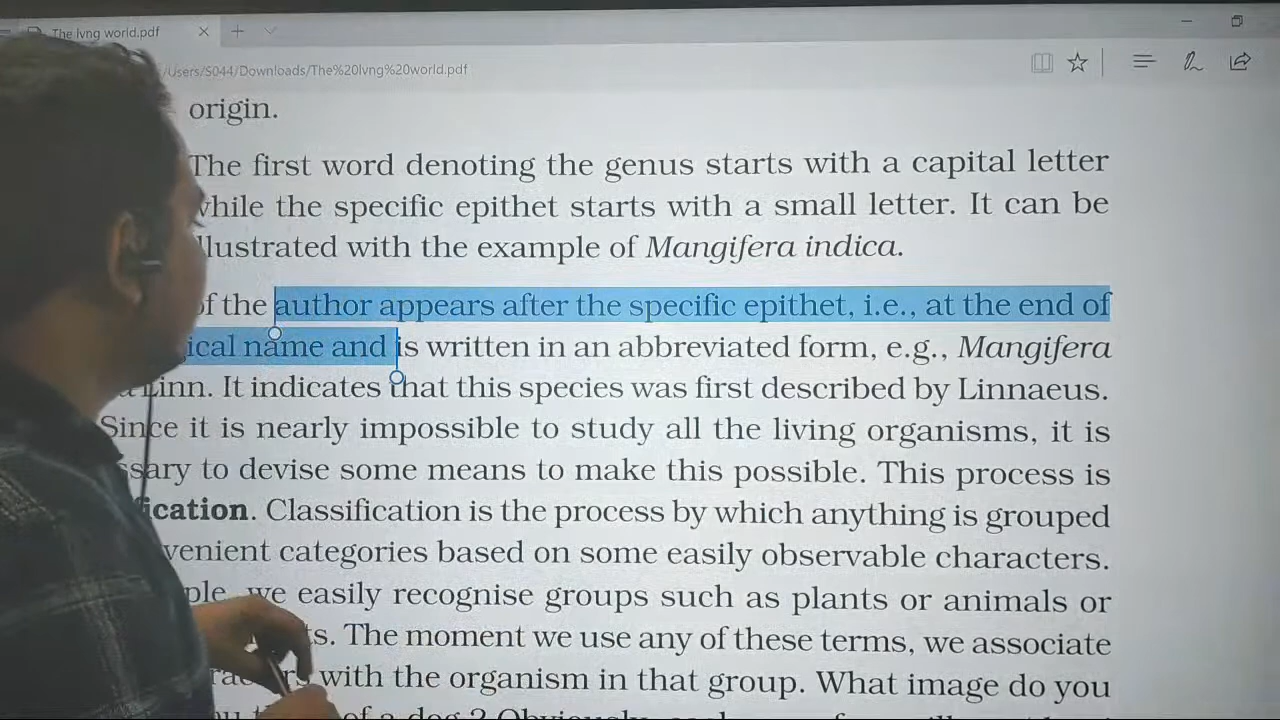 The lvng world.pdf
/Users/S044/Downloads/The%20lvng%20world.pdf
origin.
The first word denoting the genus starts with a capital letter
while the specific epithet starts with a small letter. It can be
llustrated with the example of Mangifera indica.
of the author appears after the specific epithet, i.e., at the end of
ical name and is written in an abbreviated form, e.g., Mangifera
Linn. It indicates that this species was first described by Linnaeus.
Since it is nearly impossible to study all the living organisms, it is
ssary to devise some means to make this possible. This process is
ication. Classification is the process by which anything is grouped
venient categories based on some easily observable characters.
ple, we easily recognise groups such as plants or animals or
ts. The moment we use any of these terms, we associate
with the organism in that group. What image do you
of a dog ? Obviously,